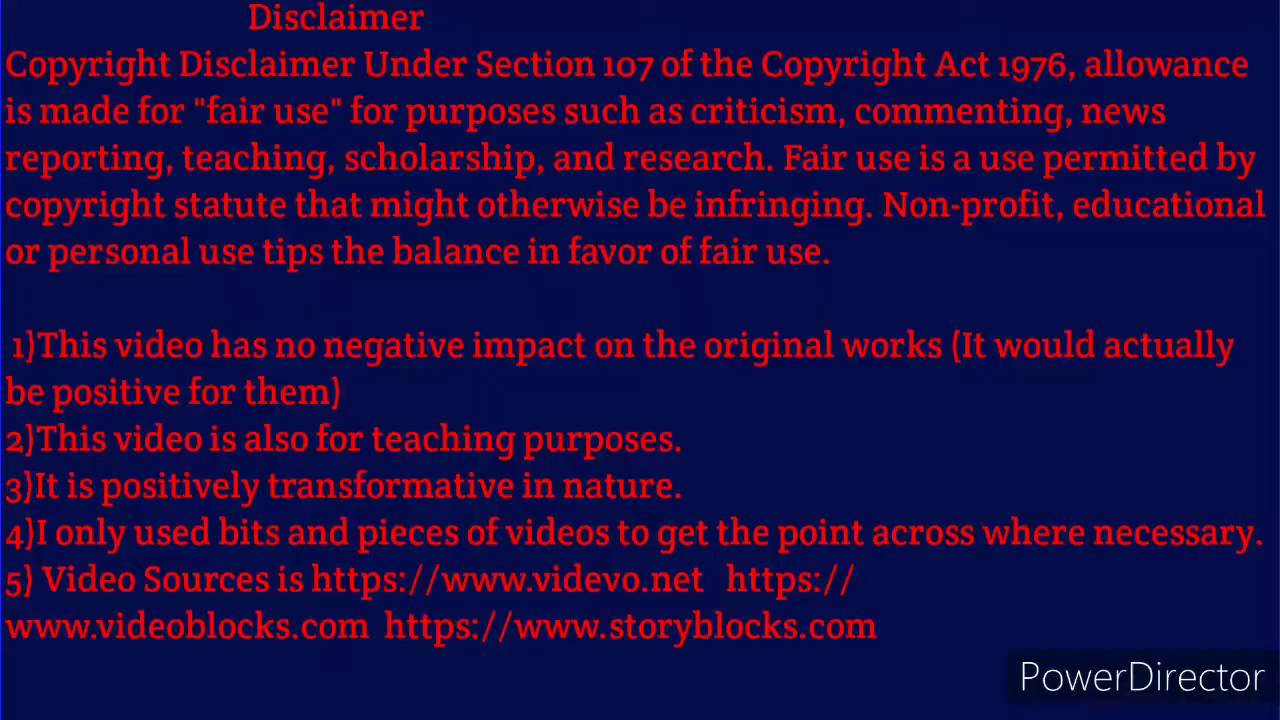 Disclaimer
Copyright Disclaimer Under Section 107 of the Copyright Act 1976, allowance
is made for "fair use" for purposes such as criticism, commenting, news
reporting, teaching, scholarship, and research. Fair use is a use permitted by
copyright statute that might otherwise be infringing. Non-profit, educational
or personal use tips the balance in favor of fair use.
1)This video has no negative impact on the original works (It would actually
be positive for them)
2)This video is also for teaching purposes.
3)It is positively transformative in nature.
4)I only used bits and pieces of videos to get the point across where necessary.
5) Video Sources is https://www.videvo.net https://
www.videoblocks.com https://www.storyblocks.com
PowerDirector